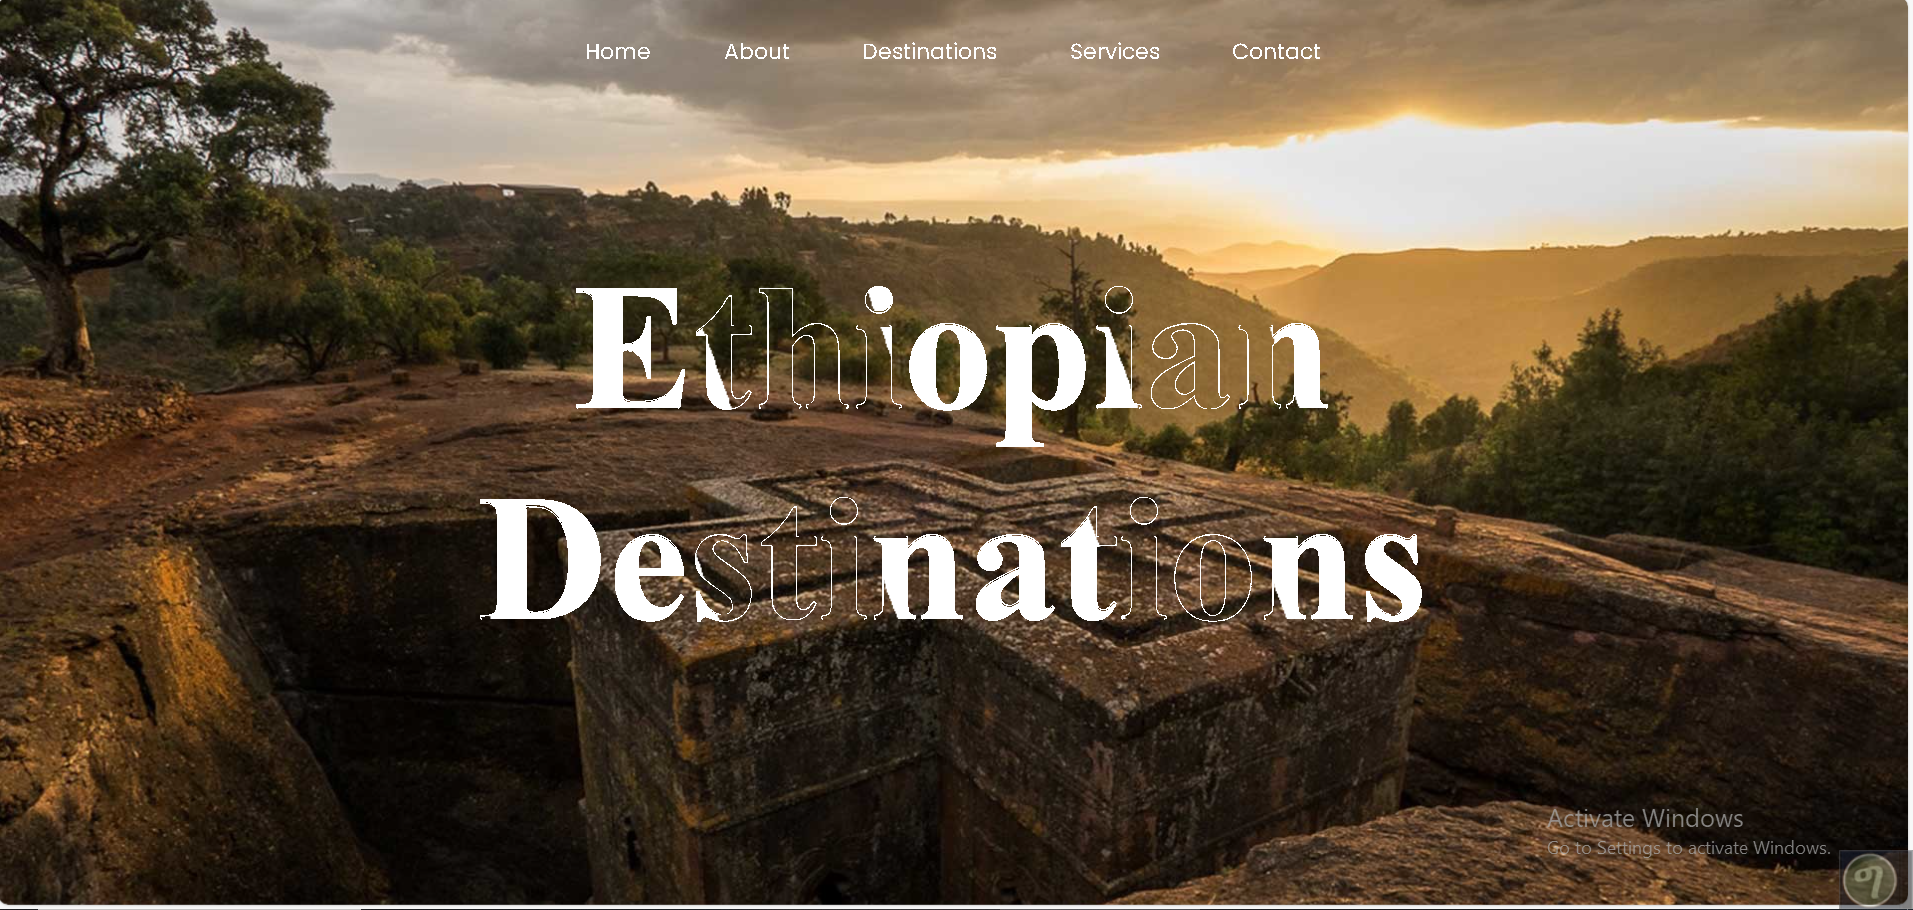 Home About Destinations Services Contact
Ethiopian
Destinations
Activate Windows
Go to Settings to activate Windows.
ግ